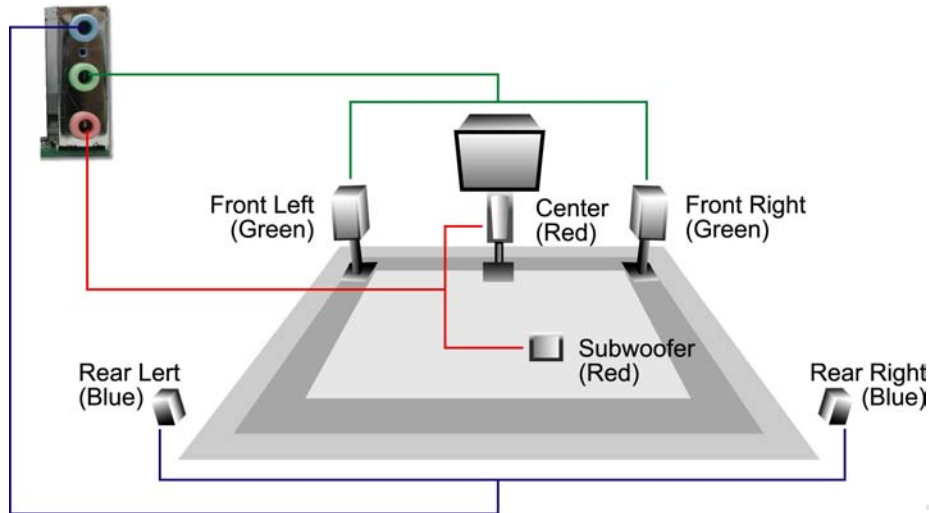 Front Left
(Green)
Center
(Red)
Front Right
(Green)
Subwoofer
(Red)
Rear Lert
(Blue)
Rear Right
(Blue)